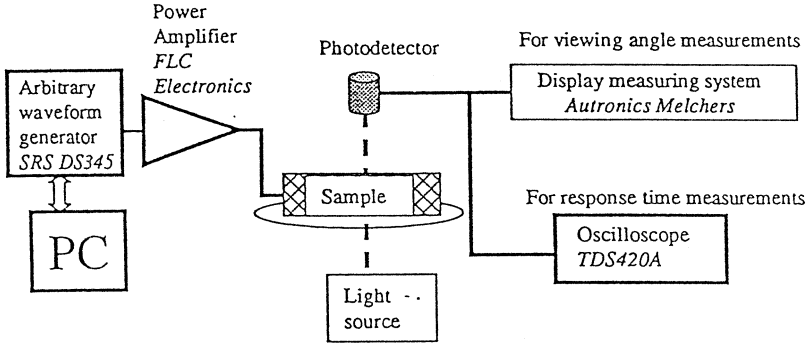 Power
Amplifier
FLC
Electronics
Photodetector
For viewing angle measurements
Arbitrary
waveform
generator
SRS DS345
Display measuring system
Autronics Melchers
Sample
For response time measurements
PC
Oscilloscope
TDS420A
Light
source